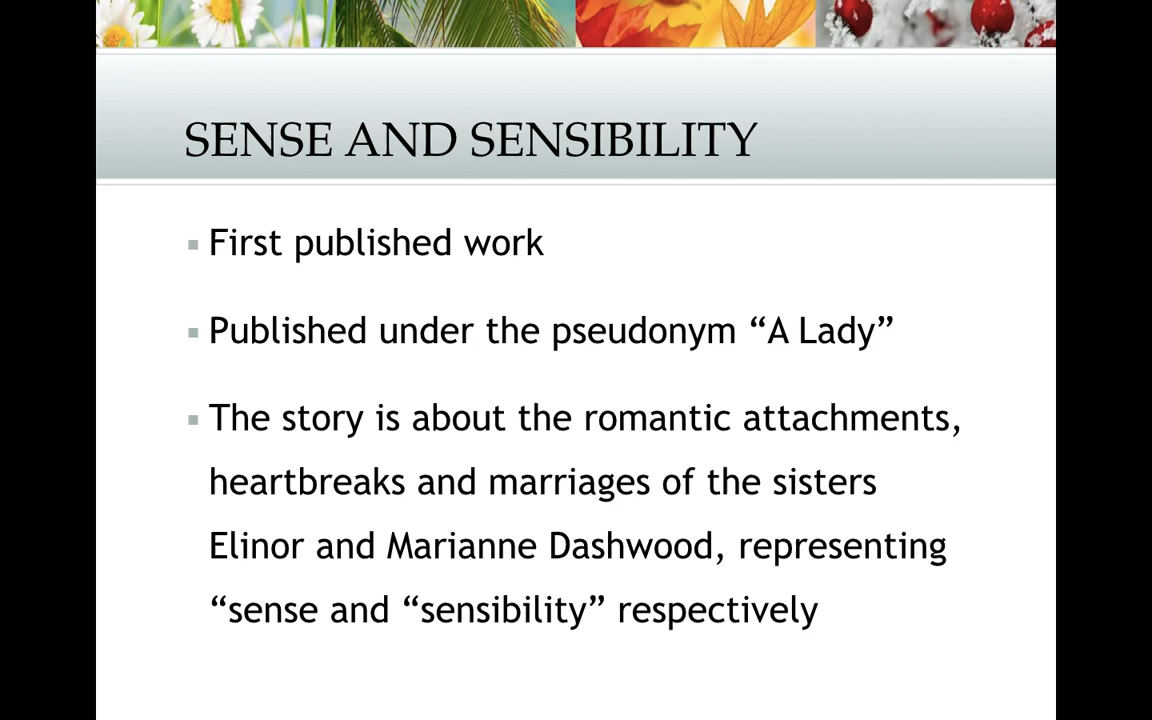 SENSE AND SENSIBILITY
▪ First published work
▪ Published under the pseudonym “A Lady”
▪ The story is about the romantic attachments,
heartbreaks and marriages of the sisters
Elinor and Marianne Dashwood, representing
“sense and “sensibility” respectively